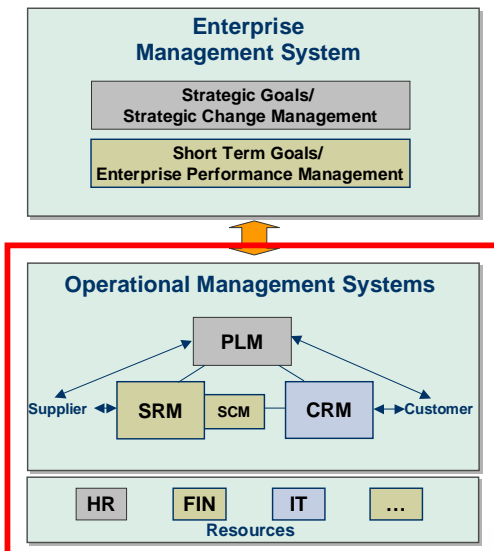 Enterprise
Management System
Strategic Goals/
Strategic Change Management
Short Term Goals/
Enterprise Performance Management
Operational Management Systems
PLM
Supplier
SRM
SCM
CRM
Customer
HR
FIN
IT
...
Resources